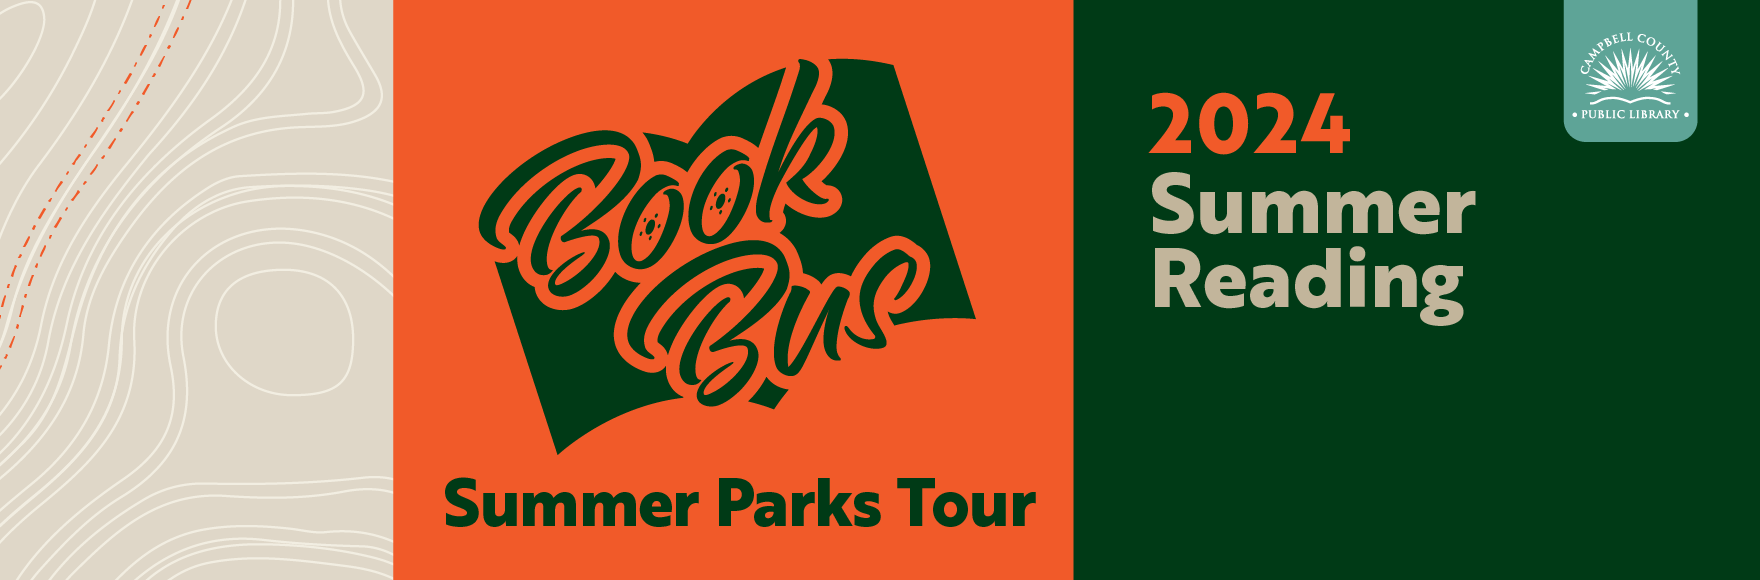 Book
Bus
Summer Parks Tour
2024
Summer
Reading
CAMPBELL COUNTY
• PUBLIC LIBRARY •